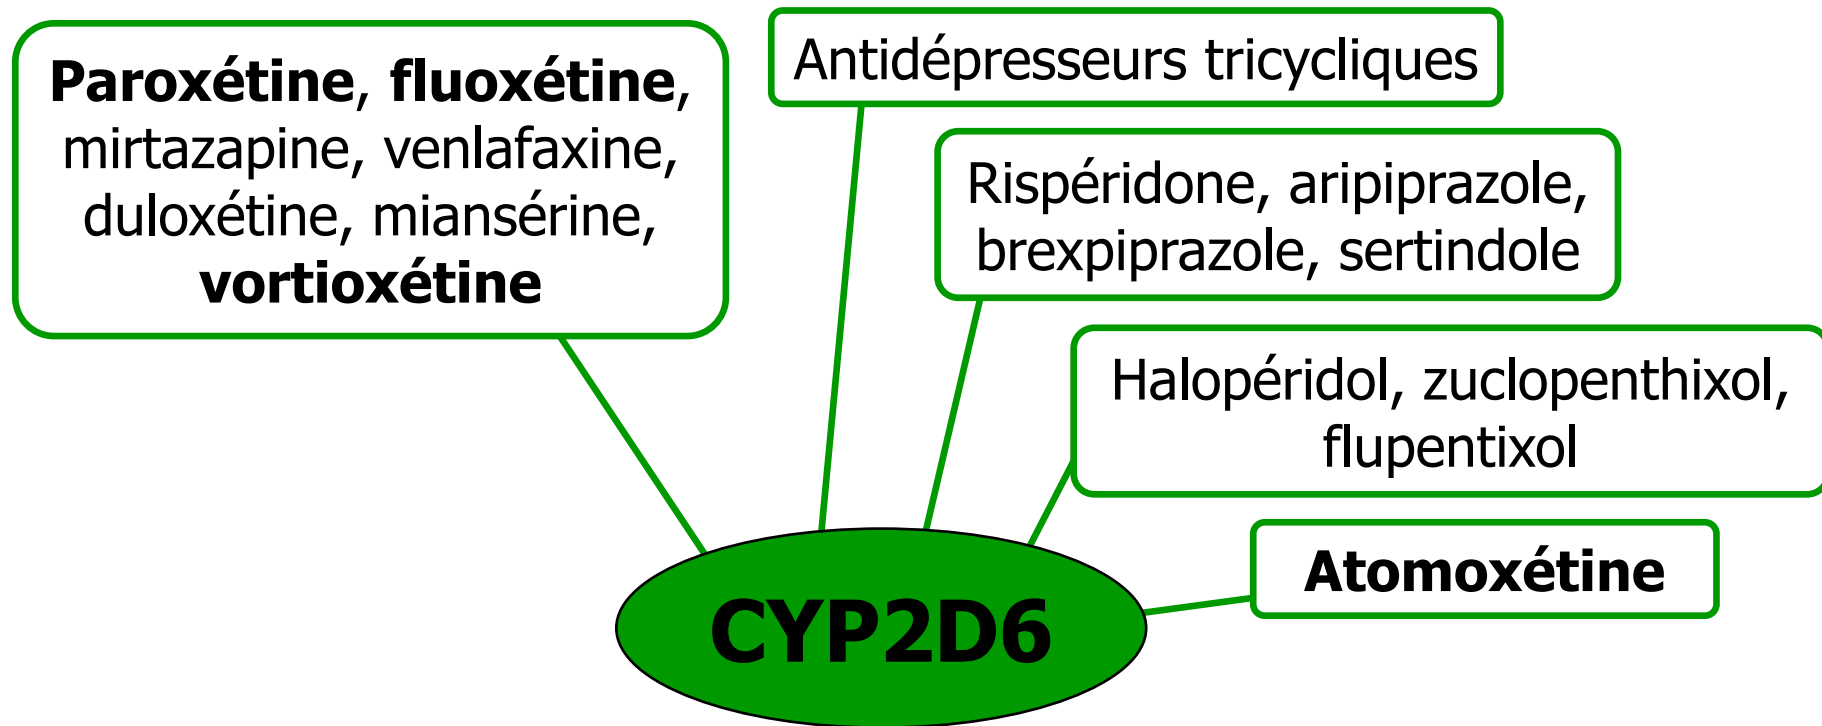 Paroxétine, fluoxétine,
mirtazapine, venlafaxine,
duloxétine, miansérine,
vortioxétine
Antidépresseurs tricycliques
Rispéridone, aripiprazole,
brexpiprazole, sertindole
Halopéridol, zuclopenthixol,
flupentixol
Atomoxétine
CYP2D6